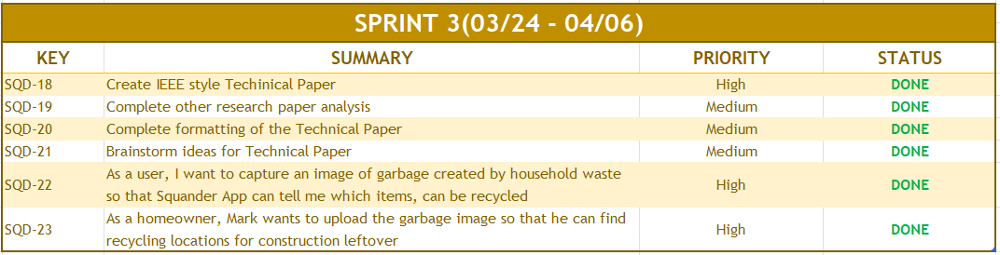 SPRINT 3(03/24 - 04/06)
KEY SUMMARY PRIORITY STATUS
SQD-18 Create IEEE style Techinical Paper High DONE
SQD-19 Complete other research paper analysis Medium DONE
SQD-20 Complete formatting of the Technical Paper Medium DONE
SQD-21 Brainstorm ideas for Technical Paper Medium DONE
SQD-22 As a user, I want to capture an image of garbage created by household waste
so that Squander App can tell me which items, can be recycled High DONE
SQD-23 As a homeowner, Mark wants to upload the garbage image so that he can find
recycling locations for construction leftover High DONE